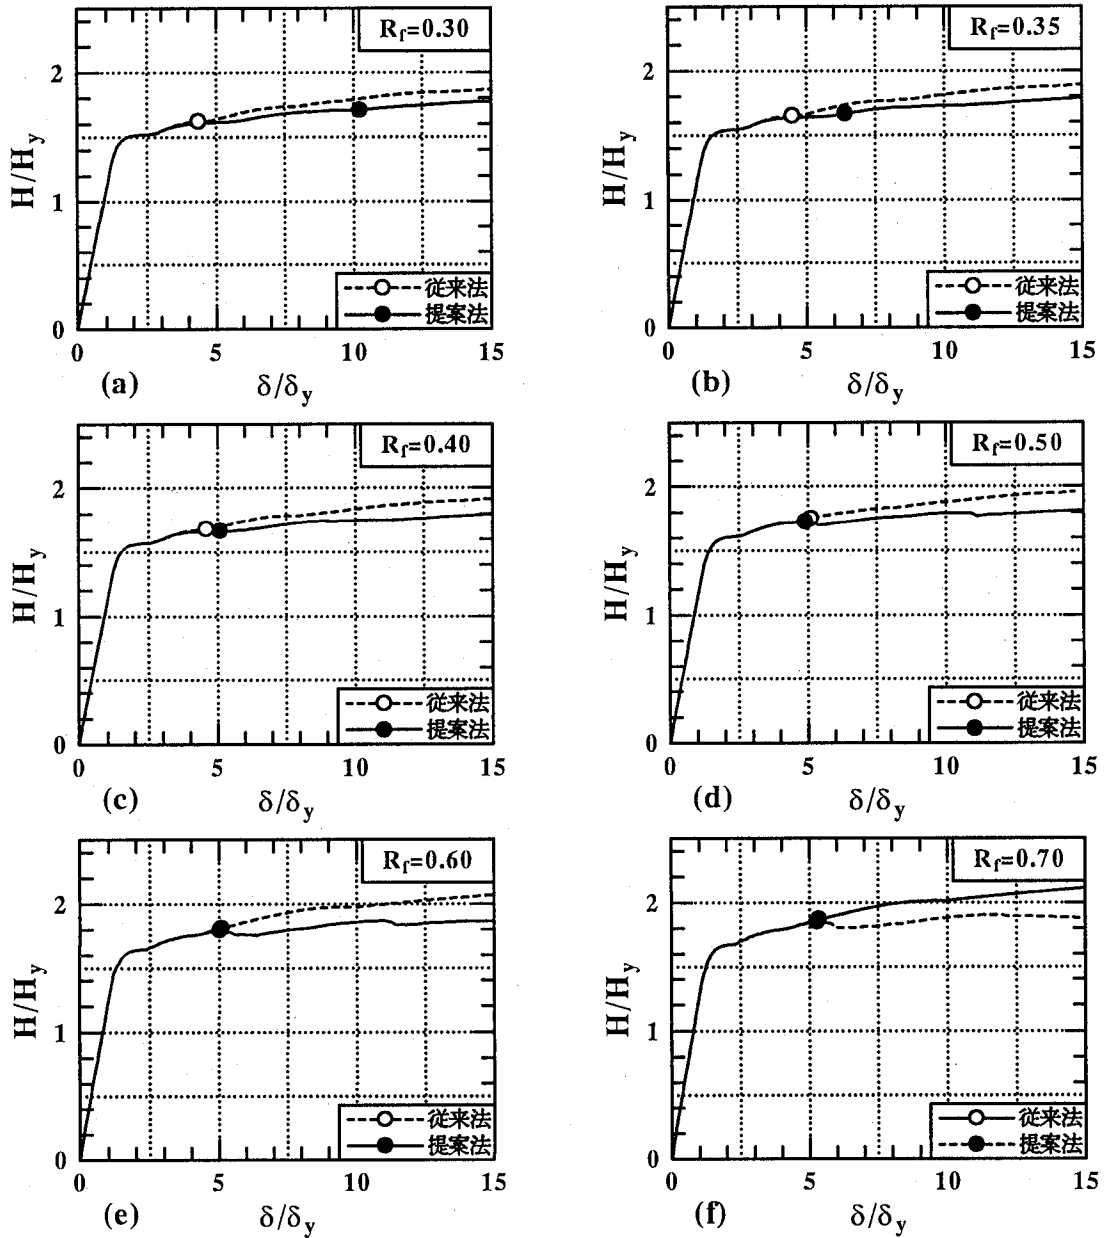 R_f=0.30
H/H_y
2
1
0
従来法
提案法
0 5 10 15
(a) δ/δ_y
R_f=0.35
H/H_y
2
1
0
従来法
提案法
0 5 10 15
(b) δ/δ_y
R_f=0.40
H/H_y
2
1
0
従来法
提案法
0 5 10 15
(c) δ/δ_y
R_f=0.50
H/H_y
2
1
0
従来法
提案法
0 5 10 15
(d) δ/δ_y
R_f=0.60
H/H_y
2
1
0
従来法
提案法
0 5 10 15
(e) δ/δ_y
R_f=0.70
H/H_y
2
1
0
従来法
提案法
0 5 10 15
(f) δ/δ_y